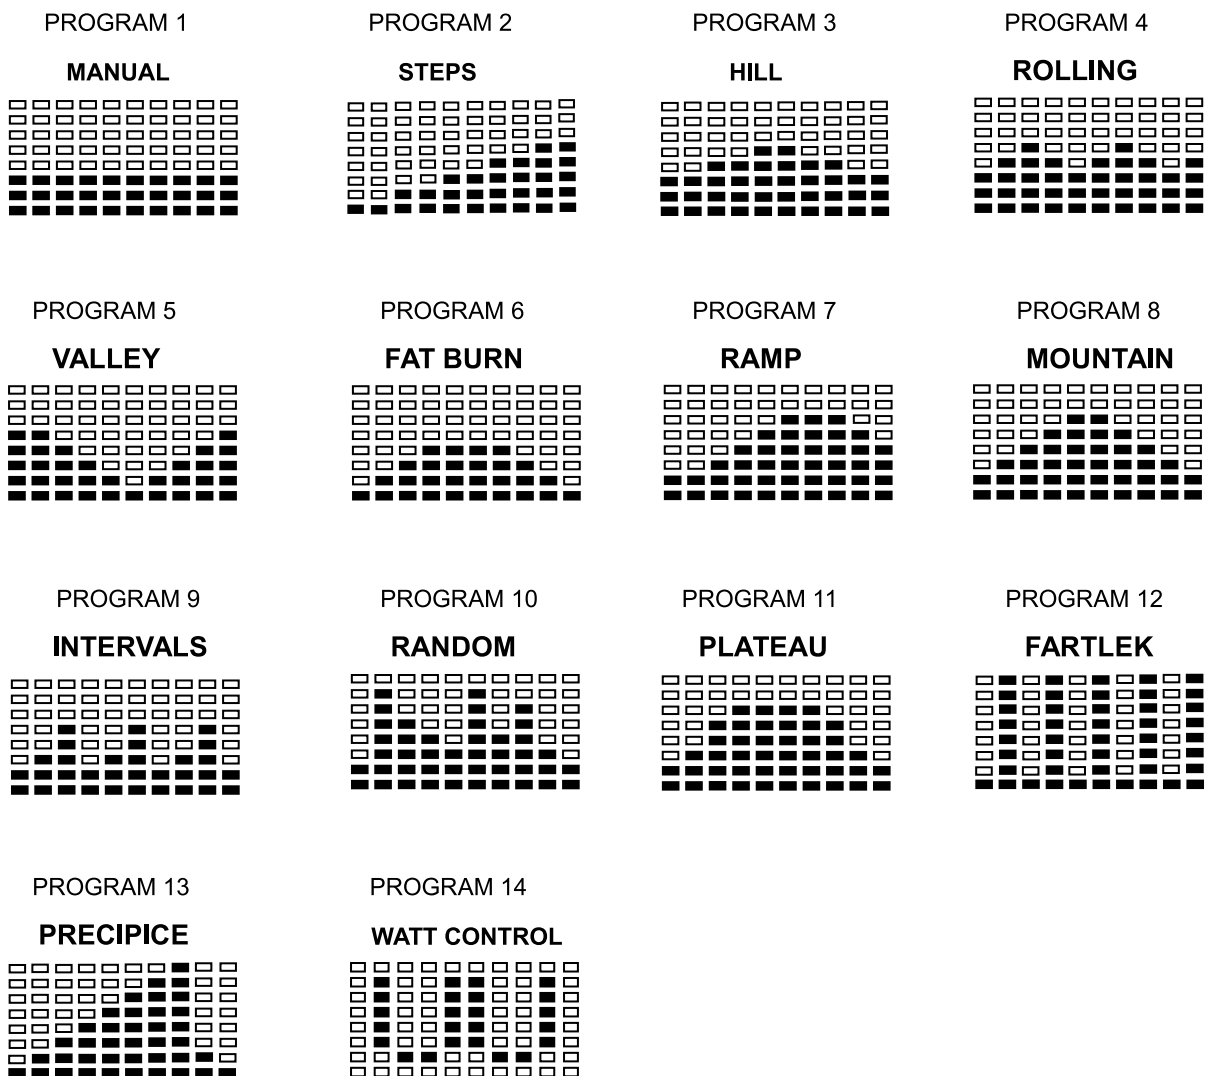 PROGRAM 1 PROGRAM 2 PROGRAM 3 PROGRAM 4
MANUAL STEPS HILL ROLLING
PROGRAM 5 PROGRAM 6 PROGRAM 7 PROGRAM 8
VALLEY FAT BURN RAMP MOUNTAIN
PROGRAM 9 PROGRAM 10 PROGRAM 11 PROGRAM 12
INTERVALS RANDOM PLATEAU FARTLEK
PROGRAM 13 PROGRAM 14
PRECIPICE WATT CONTROL